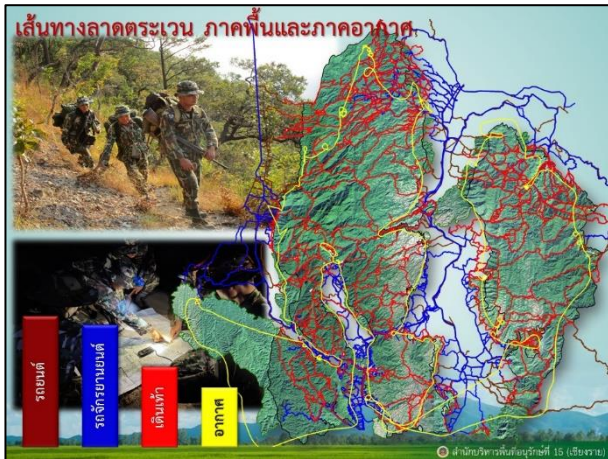 เส้นทางลาดตระเวน ภาคพื้นและภาคอากาศ
รถยนต์
รถจักรยานยนต์
เดินเท้า
อากาศ
สำนักบริหารพื้นที่อนุรักษ์ที่ 15 (เชียงราย)